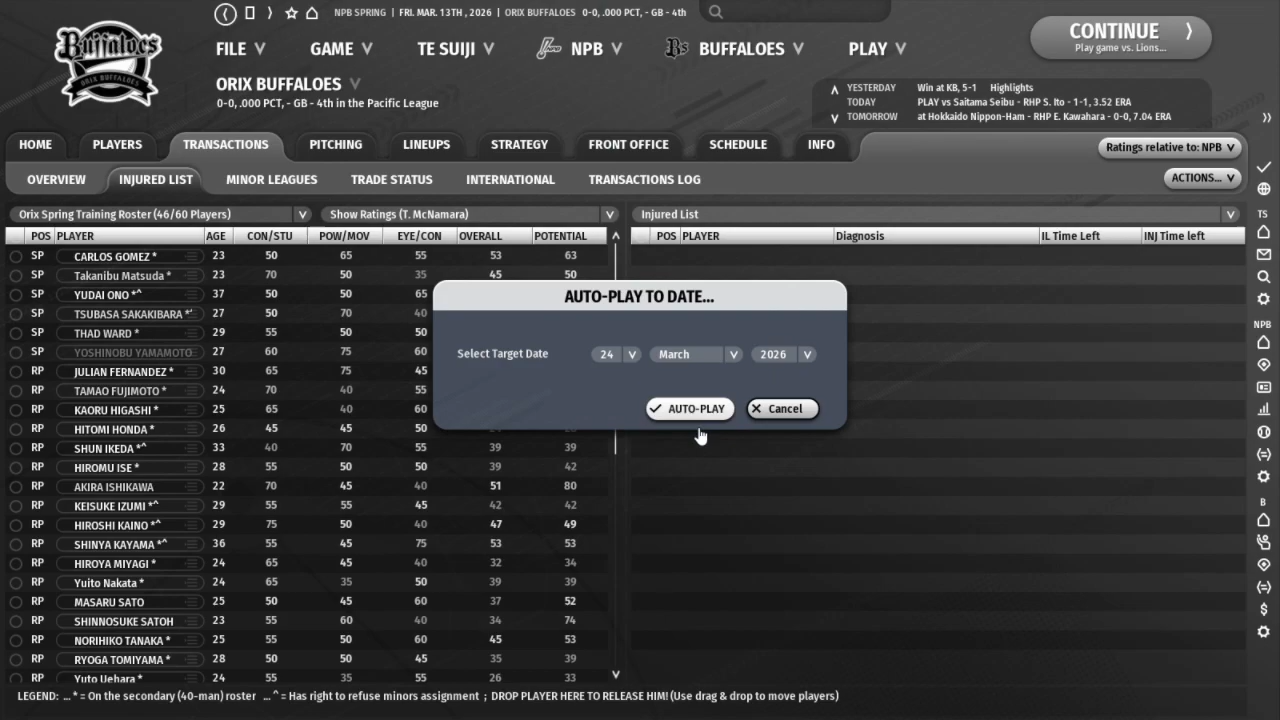 NPB SPRING | FRI. MAR. 13TH , 2026 | ORIX BUFFALOES 0-0, .000 PCT, - GB - 4th
Buffaloes
ORIX BUFFALOES
FILE GAME TE SUIJI NPB Bs BUFFALOES PLAY
CONTINUE
Play game vs. Lions...
ORIX BUFFALOES
0-0, .000 PCT, - GB - 4th in the Pacific League
YESTERDAY Win at KB, 5-1 Highlights
TODAY PLAY vs Saitama Seibu - RHP S. Ito - 1-1, 3.52 ERA
TOMORROW at Hokkaido Nippon-Ham - RHP E. Kawahara - 0-0, 7.04 ERA
HOME PLAYERS TRANSACTIONS PITCHING LINEUPS STRATEGY FRONT OFFICE SCHEDULE INFO
Ratings relative to: NPB
OVERVIEW INJURED LIST MINOR LEAGUES TRADE STATUS INTERNATIONAL TRANSACTIONS LOG
ACTIONS...
Orix Spring Training Roster (46/60 Players) Show Ratings (T. McNamara) Injured List
POS PLAYER AGE CON/STU POW/MOV EYE/CON OVERALL POTENTIAL
POS PLAYER Diagnosis IL Time Left INJ Time left
SP CARLOS GOMEZ * 23 50 65 55 53 63
SP Takanibu Matsuda * 23 70 50 35 45 50
SP YUDAI ONO *^ 37 50 50 65
SP TSUBASA SAKAKIBARA *' 27 50 70 40
SP THAD WARD * 29 55 50 50
SP YOSHINOBU YAMAMOTO 27 60 75 60
RP JULIAN FERNANDEZ * 30 65 75 45
RP TAMAO FUJIMOTO * 24 70 40 55
RP KAORU HIGASHI * 25 65 40 60
RP HITOMI HONDA * 26 45 45 50
RP SHUN IKEDA *^ 33 40 70 55 39 39
RP HIROMU ISE * 28 55 50 50 39 42
RP AKIRA ISHIKAWA 22 70 45 40 51 80
RP KEISUKE IZUMI *^ 29 55 55 45 42 42
RP HIROSHI KAINO *^ 29 75 50 40 47 49
RP SHINYA KAYAMA *^ 36 55 45 75 53 53
RP HIROYA MIYAGI * 24 65 45 40 32 34
RP Yuito Nakata * 24 65 35 50 39 39
RP MASARU SATO 25 50 45 60 37 52
RP SHINNOSUKE SATOH 23 55 60 40 34 74
RP NORIHIKO TANAKA * 25 55 50 60 45 53
RP RYOGA TOMIYAMA * 28 50 50 45 35 39
RP Yuto Uehara * 24 55 35 55 26 33
AUTO-PLAY TO DATE...
Select Target Date 24 March 2026
AUTO-PLAY Cancel
TS
NPB
B
LEGEND: ... * = On the secondary (40-man) roster ... ^ = Has right to refuse minors assignment ; DROP PLAYER HERE TO RELEASE HIM! (Use drag & drop to move players)